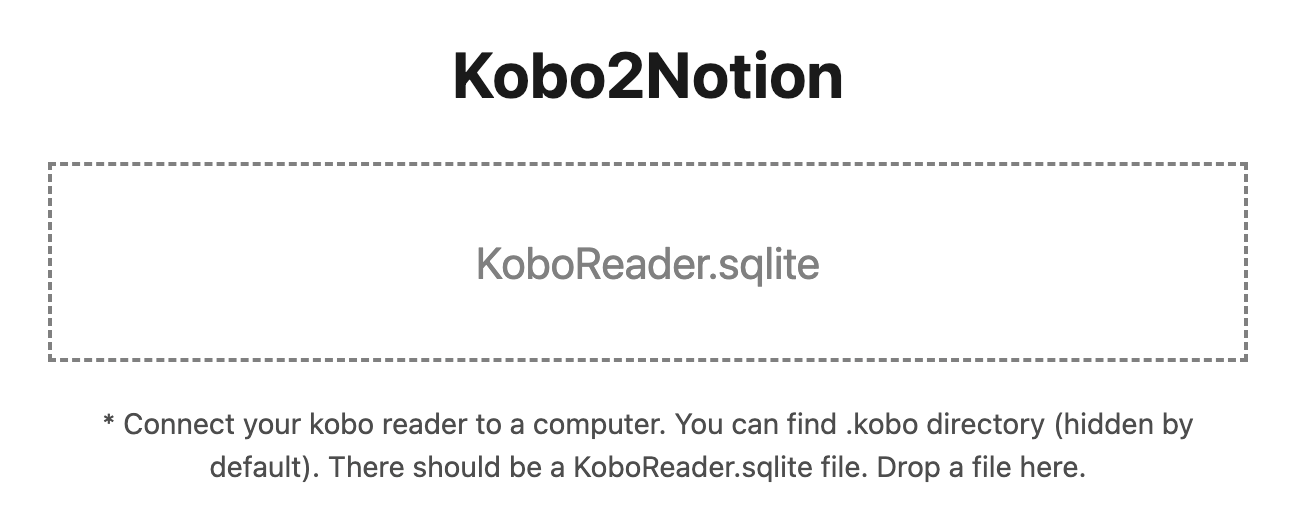 Kobo2Notion
KoboReader.sqlite
* Connect your kobo reader to a computer. You can find .kobo directory (hidden by
default). There should be a KoboReader.sqlite file. Drop a file here.